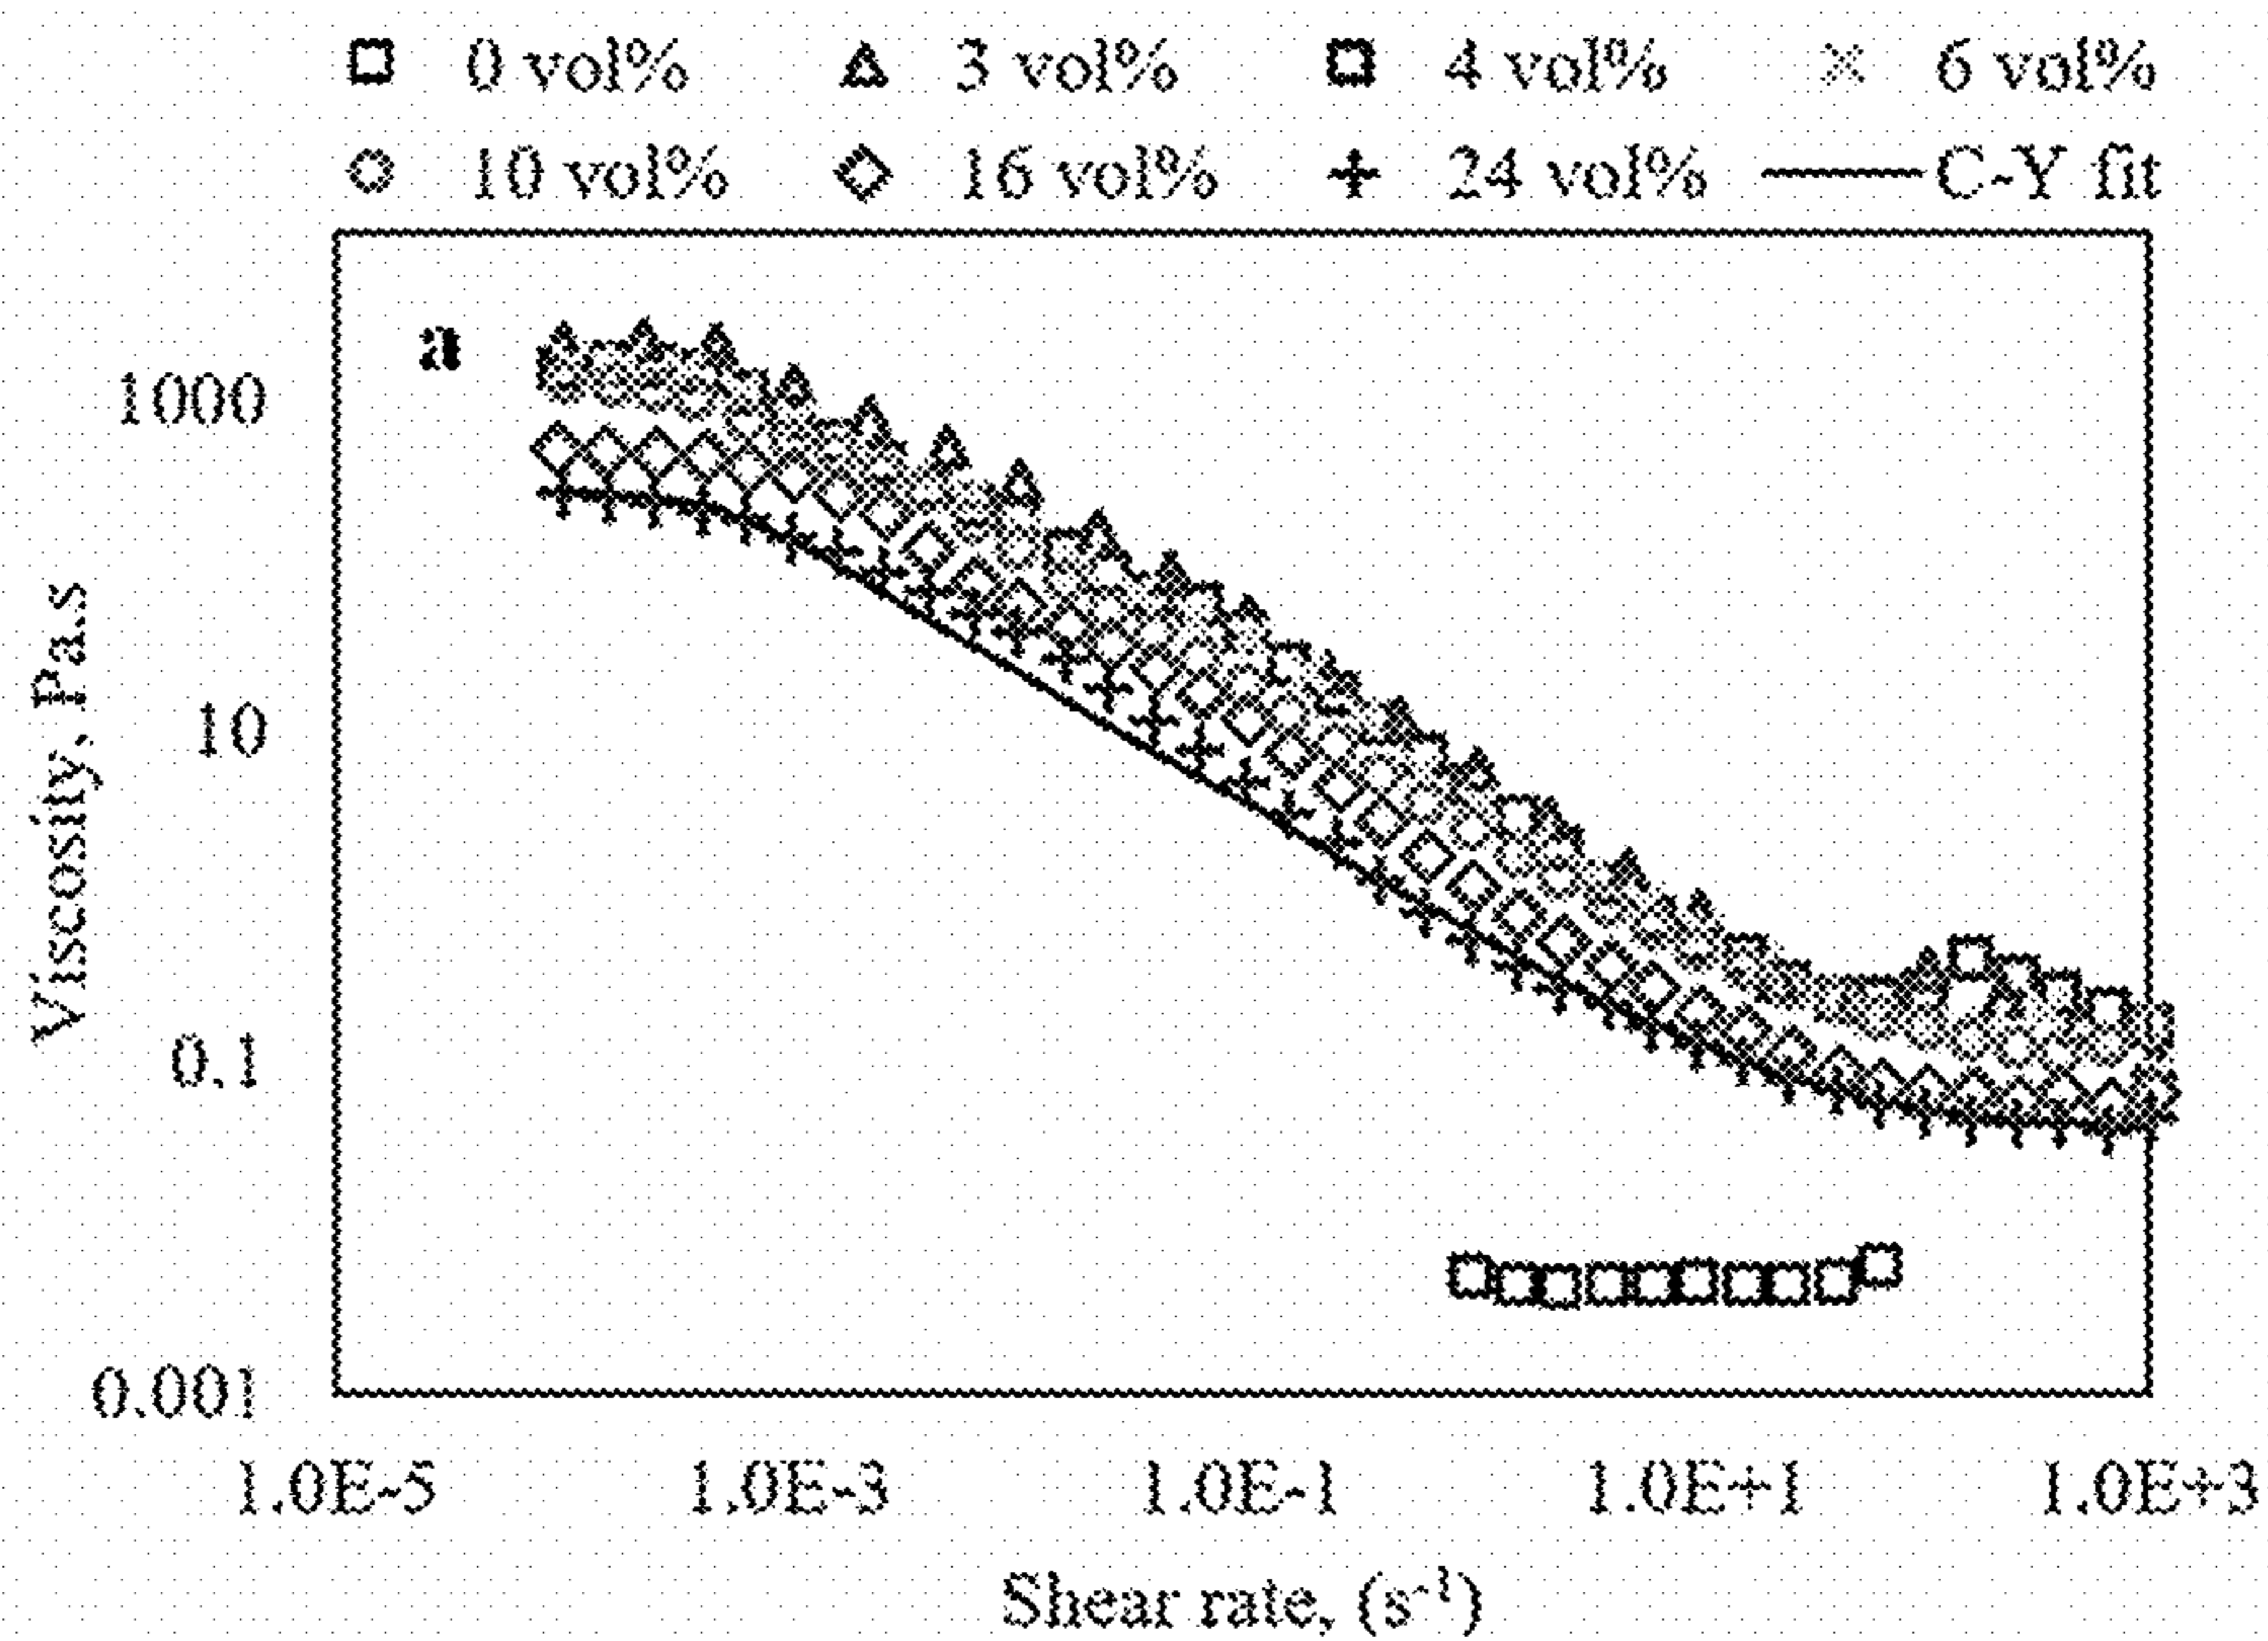 0 vol% 3 vol% 4 vol% 6 vol%
10 vol% 16 vol% 24 vol% C-Y fit
a
1000
10
0.1
0.001
Viscosity, Pa.s
1.0E-5 1.0E-3 1.0E-1 1.0E+1 1.0E+3
Shear rate, (s⁻¹)